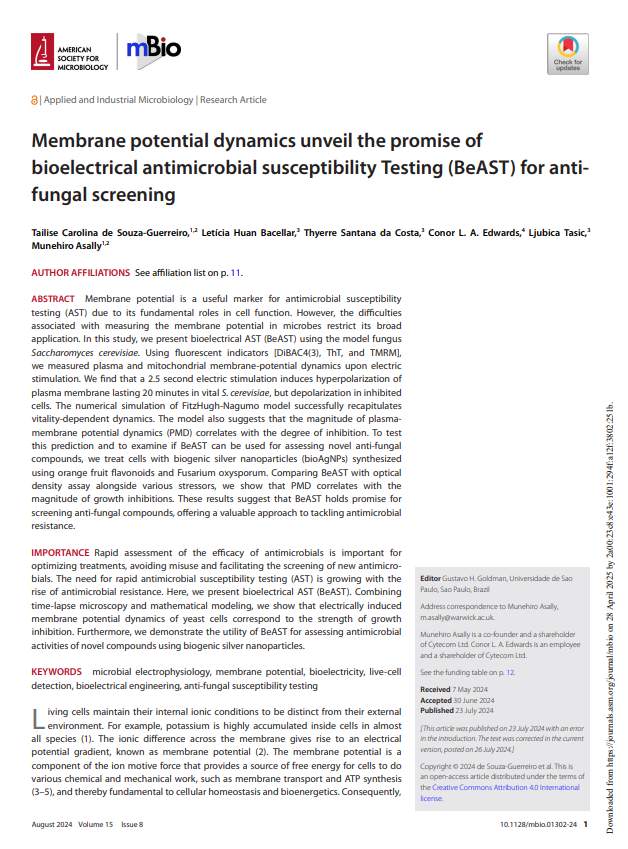 AMERICAN
SOCIETY FOR
MICROBIOLOGY
mBio
Check for
updates
| Applied and Industrial Microbiology | Research Article
Membrane potential dynamics unveil the promise of
bioelectrical antimicrobial susceptibility Testing (BeAST) for anti-
fungal screening
Tailise Carolina de Souza-Guerreiro,1,2 Letícia Huan Bacellar,3 Thyerre Santana da Costa,3 Conor L. A. Edwards,4 Ljubica Tasic,3
Munehiro Asally1,2
AUTHOR AFFILIATIONS See affiliation list on p. 11.
ABSTRACT Membrane potential is a useful marker for antimicrobial susceptibility
testing (AST) due to its fundamental roles in cell function. However, the difficulties
associated with measuring the membrane potential in microbes restrict its broad
application. In this study, we present bioelectrical AST (BeAST) using the model fungus
Saccharomyces cerevisiae. Using fluorescent indicators [DiBAC4(3), ThT, and TMRM],
we measured plasma and mitochondrial membrane-potential dynamics upon electric
stimulation. We find that a 2.5 second electric stimulation induces hyperpolarization of
plasma membrane lasting 20 minutes in vital S. cerevisiae, but depolarization in inhibited
cells. The numerical simulation of FitzHugh-Nagumo model successfully recapitulates
vitality-dependent dynamics. The model also suggests that the magnitude of plasma-
membrane potential dynamics (PMD) correlates with the degree of inhibition. To test
this prediction and to examine if BeAST can be used for assessing novel anti-fungal
compounds, we treat cells with biogenic silver nanoparticles (bioAgNPs) synthesized
using orange fruit flavonoids and Fusarium oxysporum. Comparing BeAST with optical
density assay alongside various stressors, we show that PMD correlates with the
magnitude of growth inhibitions. These results suggest that BeAST holds promise for
screening anti-fungal compounds, offering a valuable approach to tackling antimicrobial
resistance.
IMPORTANCE Rapid assessment of the efficacy of antimicrobials is important for
optimizing treatments, avoiding misuse and facilitating the screening of new antimicro-
bials. The need for rapid antimicrobial susceptibility testing (AST) is growing with the
rise of antimicrobial resistance. Here, we present bioelectrical AST (BeAST). Combining
time-lapse microscopy and mathematical modeling, we show that electrically induced
membrane potential dynamics of yeast cells correspond to the strength of growth
inhibition. Furthermore, we demonstrate the utility of BeAST for assessing antimicrobial
activities of novel compounds using biogenic silver nanoparticles.
KEYWORDS microbial electrophysiology, membrane potential, bioelectricity, live-cell
detection, bioelectrical engineering, anti-fungal susceptibility testing
Living cells maintain their internal ionic conditions to be distinct from their external
environment. For example, potassium is highly accumulated inside cells in almost
all species (1). The ionic difference across the membrane gives rise to an electrical
potential gradient, known as membrane potential (2). The membrane potential is a
component of the ion motive force that provides a source of free energy for cells to do
various chemical and mechanical work, such as membrane transport and ATP synthesis
(3–5), and thereby fundamental to cellular homeostasis and bioenergetics. Consequently,
Editor Gustavo H. Goldman, Universidade de Sao
Paulo, Sao Paulo, Brazil
Address correspondence to Munehiro Asally,
m.asally@warwick.ac.uk.
Munehiro Asally is a co-founder and a shareholder
of Cytecom Ltd. Conor L. A. Edwards is an employee
and a shareholder of Cytecom Ltd.
See the funding table on p. 12.
Received 7 May 2024
Accepted 30 June 2024
Published 23 July 2024
[This article was published on 23 July 2024 with an error
in the introduction. The text was corrected in the current
version, posted on 26 July 2024.]
Copyright © 2024 de Souza-Guerreiro et al. This is
an open-access article distributed under the terms of
the Creative Commons Attribution 4.0 International
license.
August 2024 Volume 15 Issue 8
10.1128/mbio.01302-24 1
Downloaded from https://journals.asm.org/journal/mbio on 28 April 2025 by 2a00:23c8:e43e:1001:294f:a12f:3802:251b.